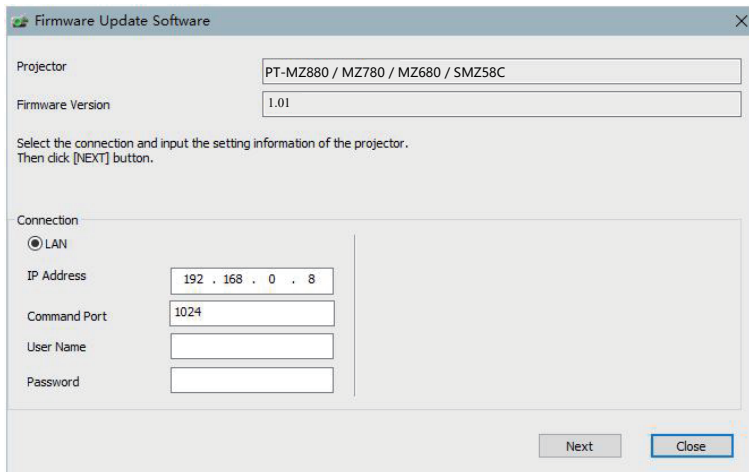 Firmware Update Software
Projector PT-MZ880 / MZ780 / MZ680 / SMZ58C
Firmware Version 1.01
Select the connection and input the setting information of the projector.
Then click [NEXT] button.
Connection
LAN
IP Address 192 . 168 . 0 . 8
Command Port 1024
User Name
Password
Next Close